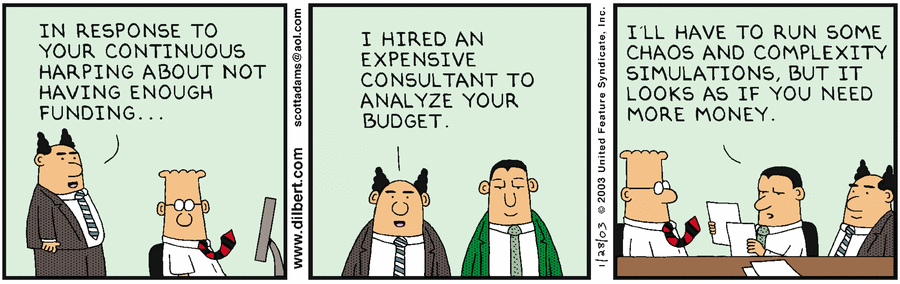 IN RESPONSE TO
YOUR CONTINUOUS
HARPING ABOUT NOT
HAVING ENOUGH
FUNDING...
www.dilbert.com scottadams@aol.com
I HIRED AN
EXPENSIVE
CONSULTANT TO
ANALYZE YOUR
BUDGET.
1/28/03 © 2003 United Feature Syndicate, Inc.
I'LL HAVE TO RUN SOME
CHAOS AND COMPLEXITY
SIMULATIONS, BUT IT
LOOKS AS IF YOU NEED
MORE MONEY.